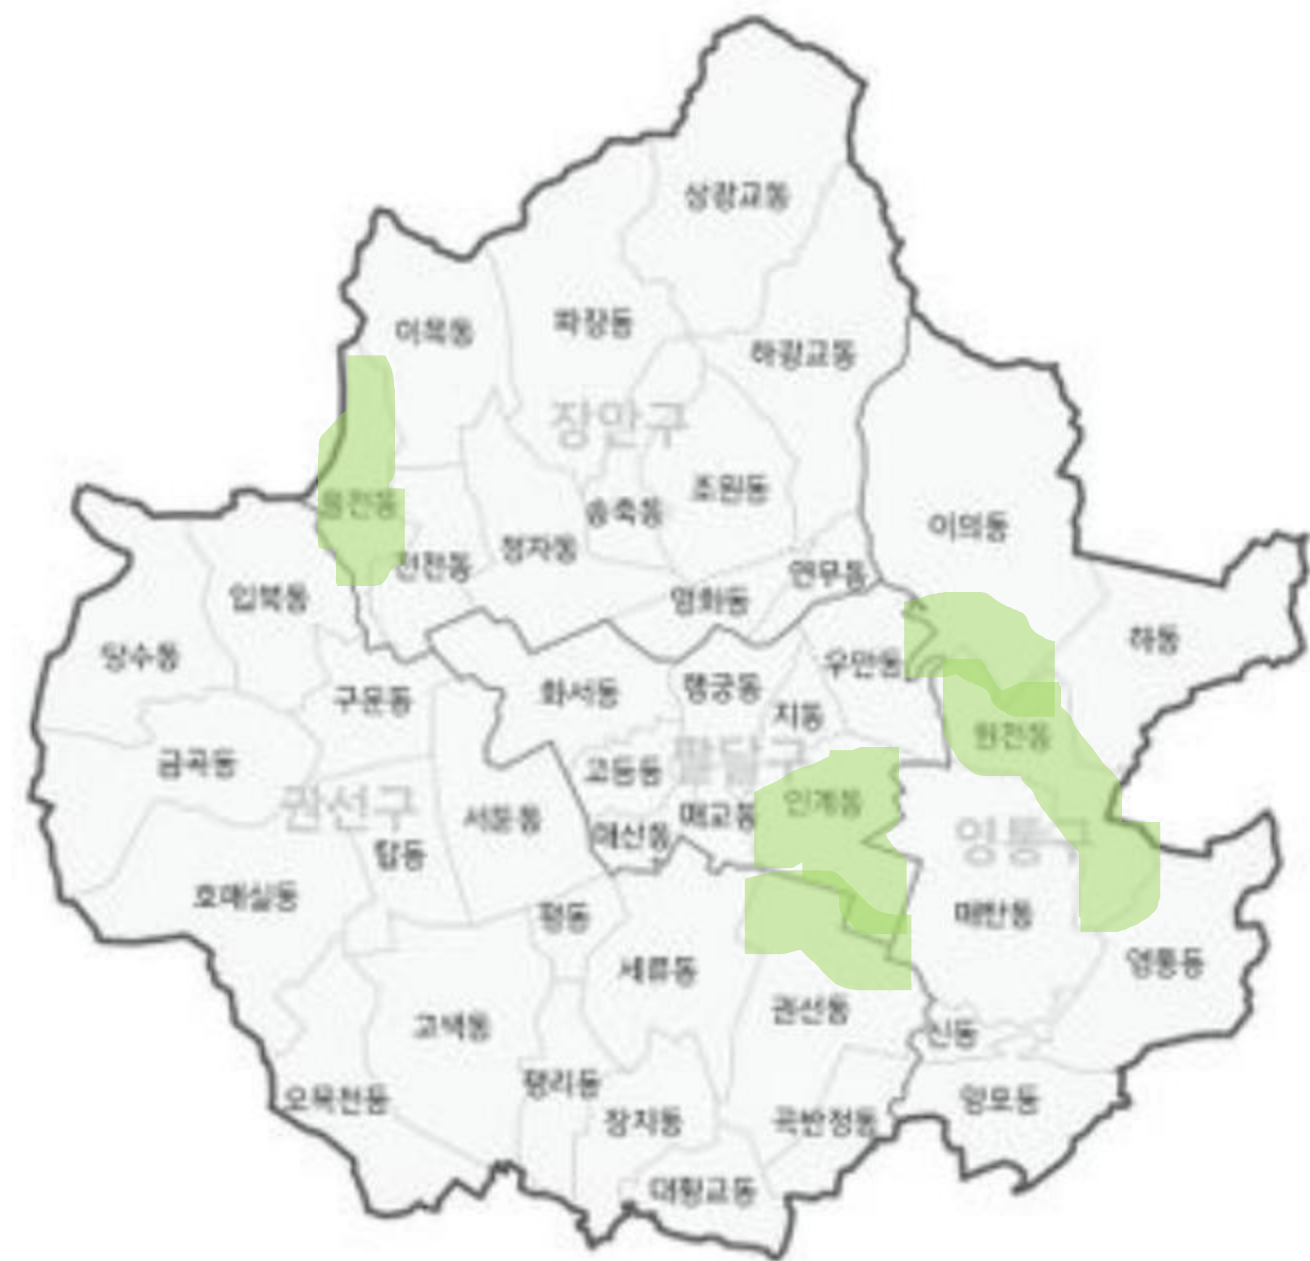 상광교동
이목동
파장동
하광교동
장안구
조원동
율전동
송죽동
이의동
정자동
천천동
연무동
입북동
영화동
하동
당수동
우만동
행궁동
화서동
구운동
지동
원천동
팔달구
금곡동
고등동
인계동
권선구
매교동
서둔동
매산동
영통구
탑동
호매실동
평동
매탄동
영통동
세류동
권선동
고색동
신동
평리동
오목천동
망포동
장지동
곡반정동
대황교동